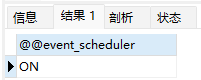 信息 结果 1 剖析 状态
@@event_scheduler
ON